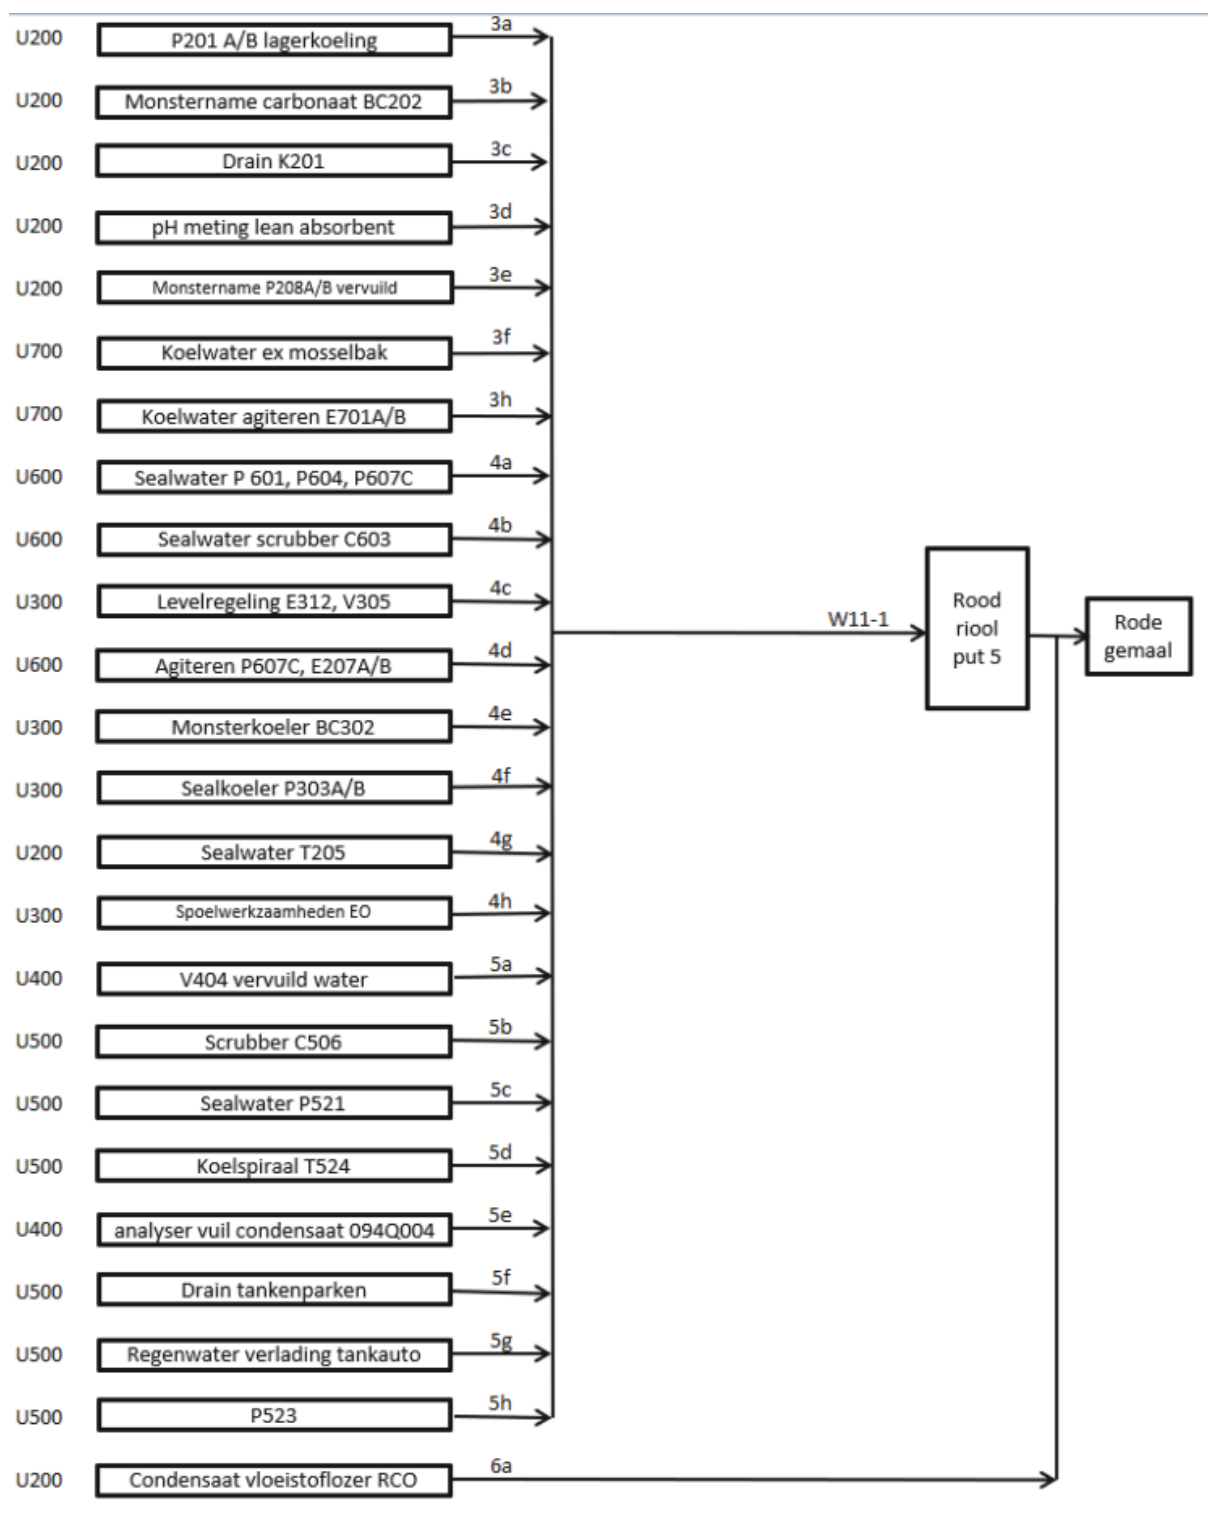 3a
U200 P201 A/B lagerkoeling
3b
U200 Monstername carbonaat BC202
3c
U200 Drain K201
3d
U200 pH meting lean absorbent
3e
U200 Monstername P208A/B vervuild
3f
U700 Koelwater ex mosselbak
3h
U700 Koelwater agiteren E701A/B
4a
U600 Sealwater P 601, P604, P607C
4b
U600 Sealwater scrubber C603
4c
U300 Levelregeling E312, V305
W11-1
Rood
riool
put 5
Rode
gemaal
4d
U600 Agiteren P607C, E207A/B
4e
U300 Monsterkoeler BC302
4f
U300 Sealkoeler P303A/B
4g
U200 Sealwater T205
4h
U300 Spoelwerkzaamheden EO
5a
U400 V404 vervuild water
5b
U500 Scrubber C506
5c
U500 Sealwater P521
5d
U500 Koelspiraal T524
5e
U400 analyser vuil condensaat 094Q004
5f
U500 Drain tankenparken
5g
U500 Regenwater verlading tankauto
5h
U500 P523
6a
U200 Condensaat vloeistoflozer RCO